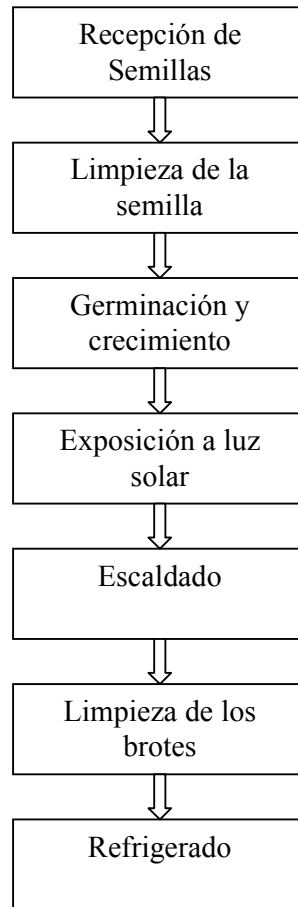 Recepción de
Semillas
Limpieza de la
semilla
Germinación y
crecimiento
Exposición a luz
solar
Escaldado
Limpieza de los
brotes
Refrigerado